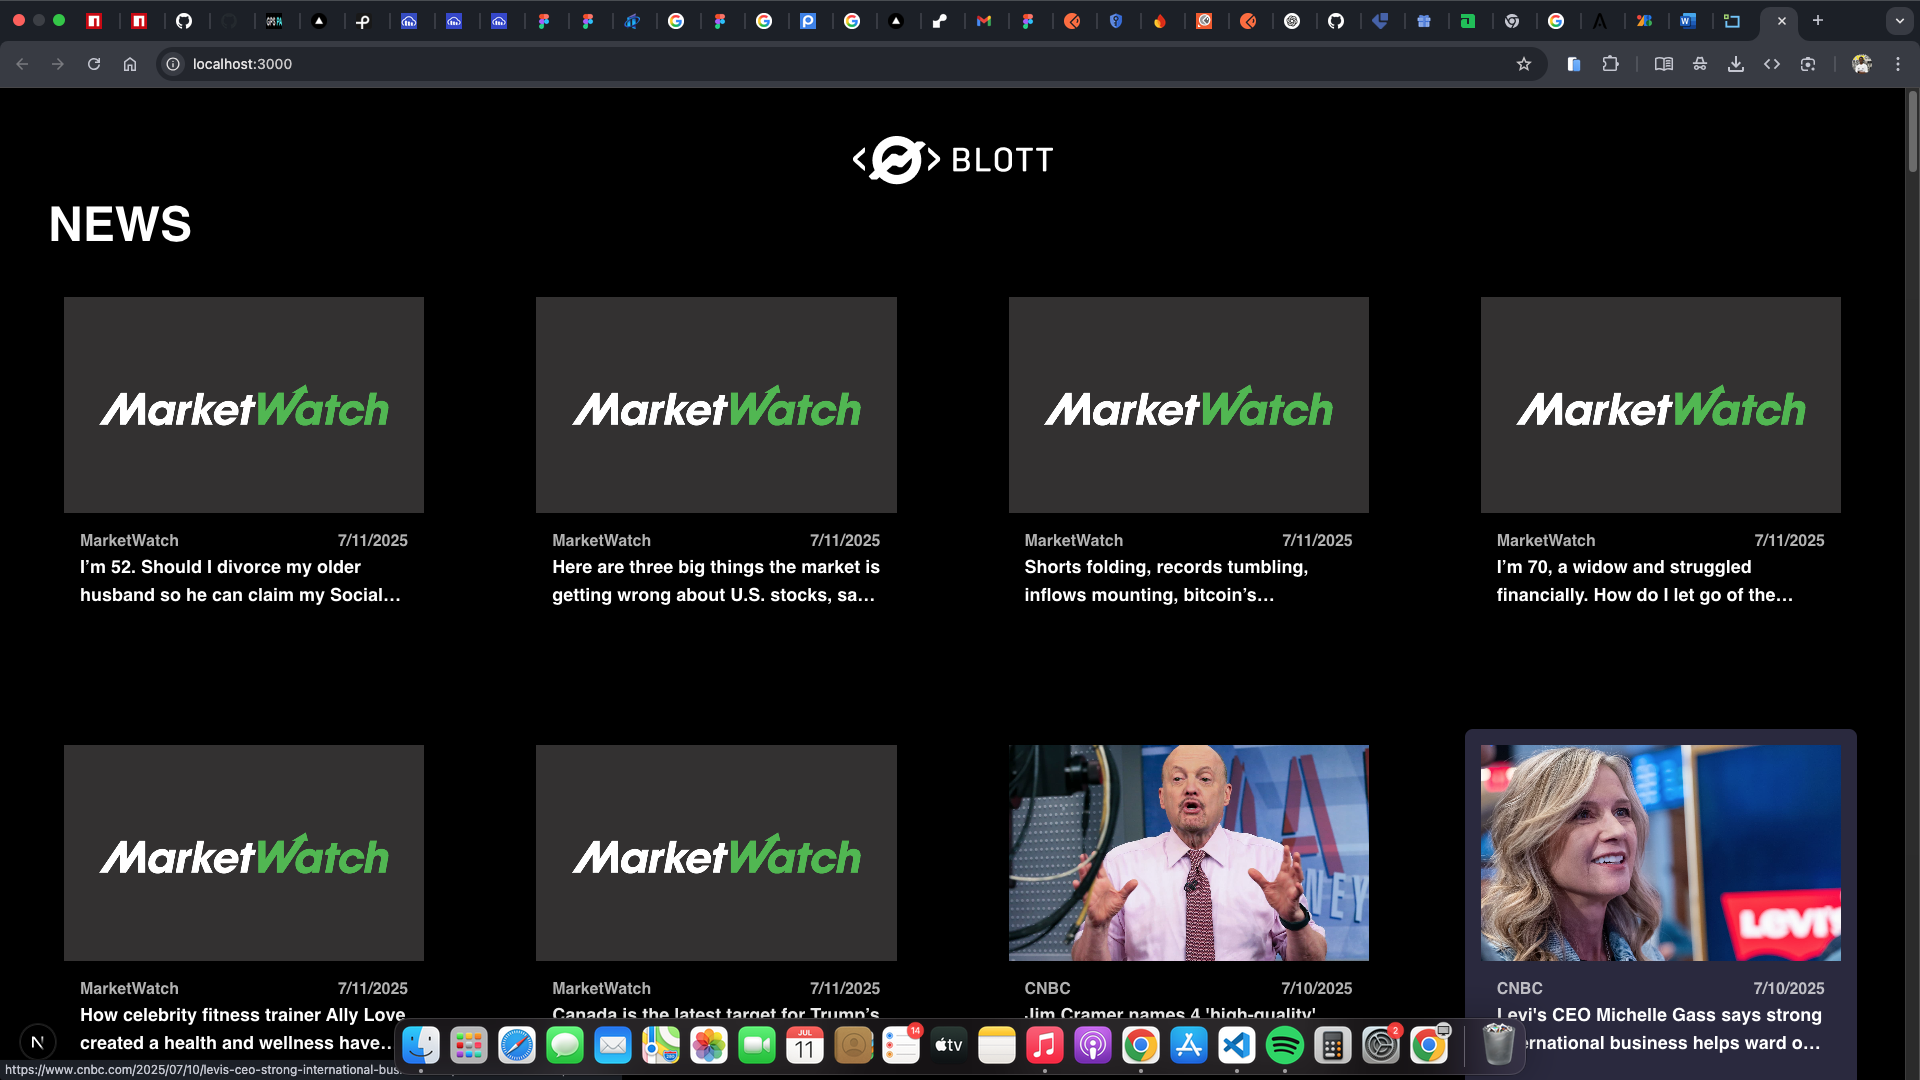 localhost:3000
BLOTT
NEWS
MarketWatch
MarketWatch
MarketWatch
MarketWatch
MarketWatch 7/11/2025
I’m 52. Should I divorce my older
husband so he can claim my Social...
MarketWatch 7/11/2025
Here are three big things the market is
getting wrong about U.S. stocks, sa...
MarketWatch 7/11/2025
Shorts folding, records tumbling,
inflows mounting, bitcoin’s...
MarketWatch 7/11/2025
I’m 70, a widow and struggled
financially. How do I let go of the...
MarketWatch
MarketWatch
LEVI'S
MarketWatch 7/11/2025
How celebrity fitness trainer Ally Love
created a health and wellness have...
MarketWatch 7/11/2025
Canada is the latest target for Trump’s
CNBC 7/10/2025
Jim Cramer names 4 'high-quality'
CNBC 7/10/2025
Levi's CEO Michelle Gass says strong
ernational business helps ward o...
N
JUL
11
14
tv
2
https://www.cnbc.com/2025/07/10/levis-ceo-strong-international-bus